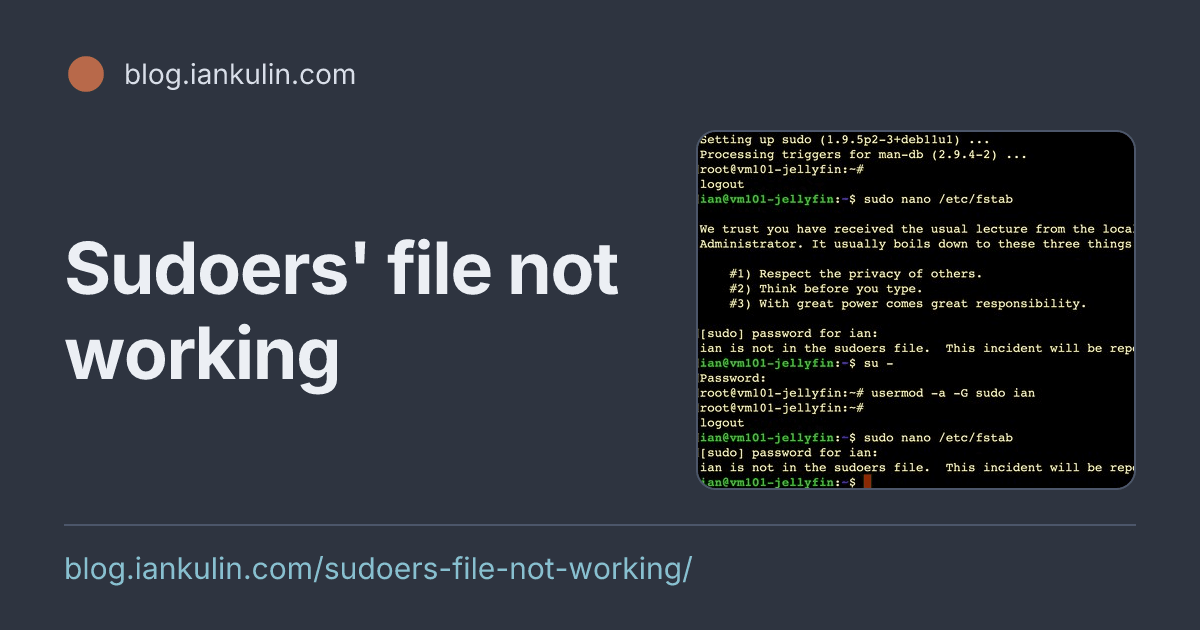 blog.iankulin.com
Sudoers' file not
working
Setting up sudo (1.9.5p2-3+deb11u1) ...
Processing triggers for man-db (2.9.4-2) ...
root@vm101-jellyfin:~#
logout
ian@vm101-jellyfin:~$ sudo nano /etc/fstab
We trust you have received the usual lecture from the local
Administrator. It usually boils down to these three things
#1) Respect the privacy of others.
#2) Think before you type.
#3) With great power comes great responsibility.
[sudo] password for ian:
ian is not in the sudoers file.  This incident will be
ian@vm101-jellyfin:~$ su -
Password:
root@vm101-jellyfin:~# usermod -a -G sudo ian
root@vm101-jellyfin:~#
logout
ian@vm101-jellyfin:~$ sudo nano /etc/fstab
[sudo] password for ian:
ian is not in the sudoers file.  This incident will be
ian@vm101-jellyfin:~$
blog.iankulin.com/sudoers-file-not-working/